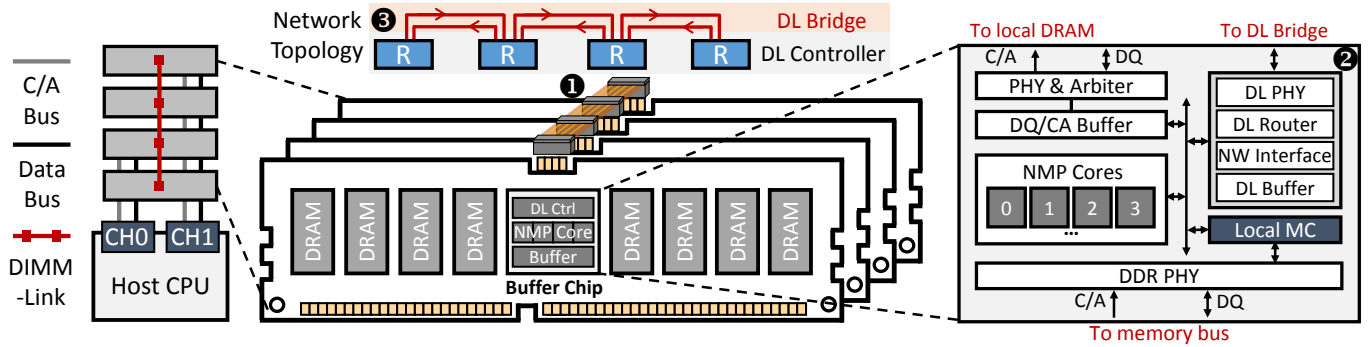 C/A
Bus
Data
Bus
DIMM
-Link
CH0
CH1
Host CPU
Network
Topology
❸
DL Bridge
R
R
R
R
DL Controller
❶
DRAM
DRAM
DRAM
DRAM
DL Ctrl
NMP Core
Buffer
Buffer Chip
DRAM
DRAM
DRAM
DRAM
To local DRAM
To DL Bridge
C/A
DQ
❷
PHY & Arbiter
DQ/CA Buffer
NMP Cores
0
1
2
3
...
DL PHY
DL Router
NW Interface
DL Buffer
Local MC
DDR PHY
C/A
DQ
To memory bus